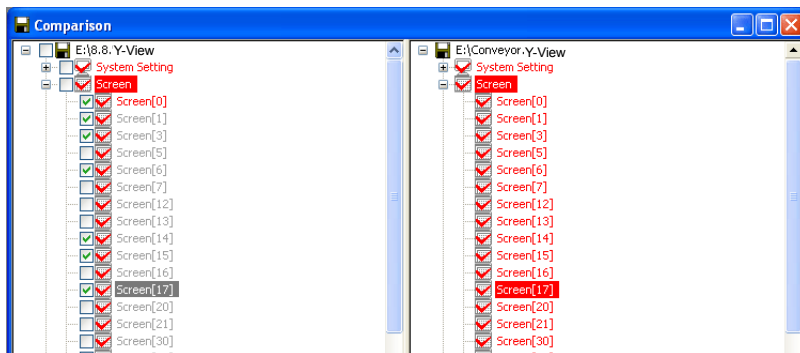 Comparison
E:\8.8. Y-View
System Setting
Screen
Screen[0]
Screen[1]
Screen[3]
Screen[5]
Screen[6]
Screen[7]
Screen[12]
Screen[13]
Screen[14]
Screen[15]
Screen[16]
Screen[17]
Screen[20]
Screen[21]
Screen[30]
E:\Conveyor.Y-View
System Setting
Screen
Screen[0]
Screen[1]
Screen[3]
Screen[5]
Screen[6]
Screen[7]
Screen[12]
Screen[13]
Screen[14]
Screen[15]
Screen[16]
Screen[17]
Screen[20]
Screen[21]
Screen[30]